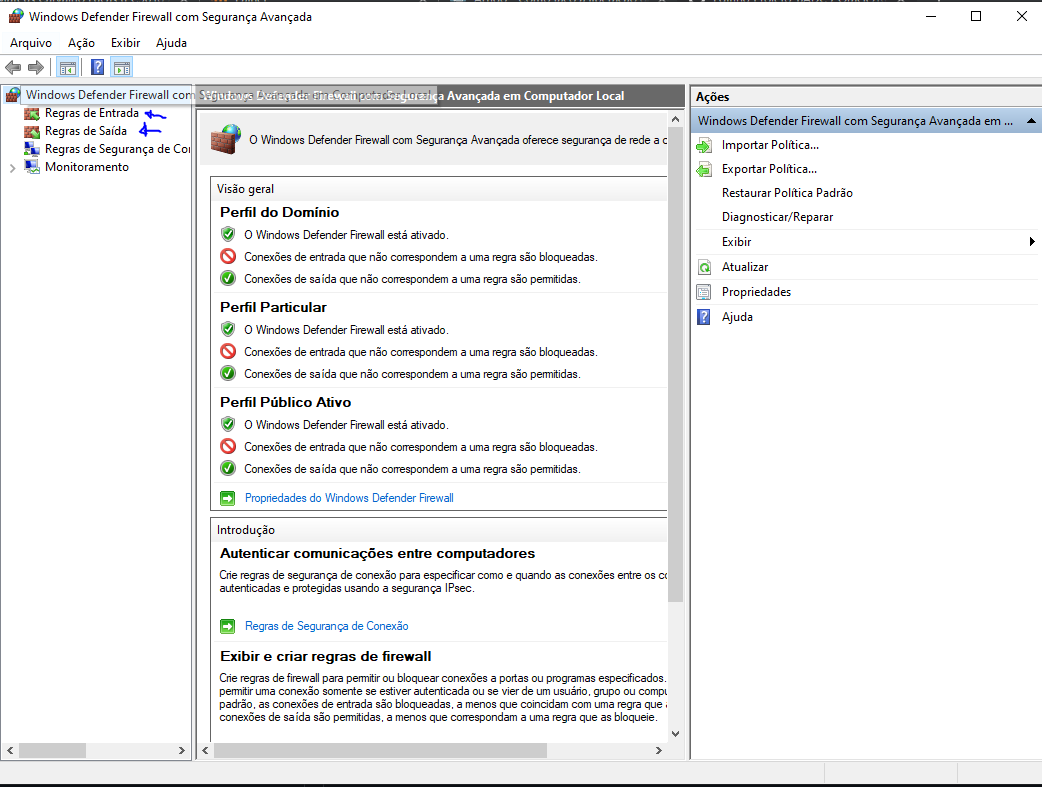 Windows Defender Firewall com Segurança Avançada
Arquivo Ação Exibir Ajuda
Windows Defender Firewall com Segurança Avançada em Computador Local
Regras de Entrada
Regras de Saída
Regras de Segurança de Co
Monitoramento
Windows Defender Firewall com Segurança Avançada em Computador Local
O Windows Defender Firewall com Segurança Avançada oferece segurança de rede a c
Visão geral
Perfil do Domínio
O Windows Defender Firewall está ativado.
Conexões de entrada que não correspondem a uma regra são bloqueadas.
Conexões de saída que não correspondem a uma regra são permitidas.
Perfil Particular
O Windows Defender Firewall está ativado.
Conexões de entrada que não correspondem a uma regra são bloqueadas.
Conexões de saída que não correspondem a uma regra são permitidas.
Perfil Público Ativo
O Windows Defender Firewall está ativado.
Conexões de entrada que não correspondem a uma regra são bloqueadas.
Conexões de saída que não correspondem a uma regra são permitidas.
Propriedades do Windows Defender Firewall
Introdução
Autenticar comunicações entre computadores
Crie regras de segurança de conexão para especificar como e quando as conexões entre os co
autenticadas e protegidas usando a segurança IPsec.
Regras de Segurança de Conexão
Exibir e criar regras de firewall
Crie regras de firewall para permitir ou bloquear conexões a portas ou programas especificados.
permitir uma conexão somente se estiver autenticada ou se vier de um usuário, grupo ou compu
padrão, as conexões de entrada são bloqueadas, a menos que coincidam com uma regra que
conexões de saída são permitidas, a menos que correspondam a uma regra que as bloqueie.
Ações
Windows Defender Firewall com Segurança Avançada em ...
Importar Política...
Exportar Política...
Restaurar Política Padrão
Diagnosticar/Reparar
Exibir
Atualizar
Propriedades
Ajuda